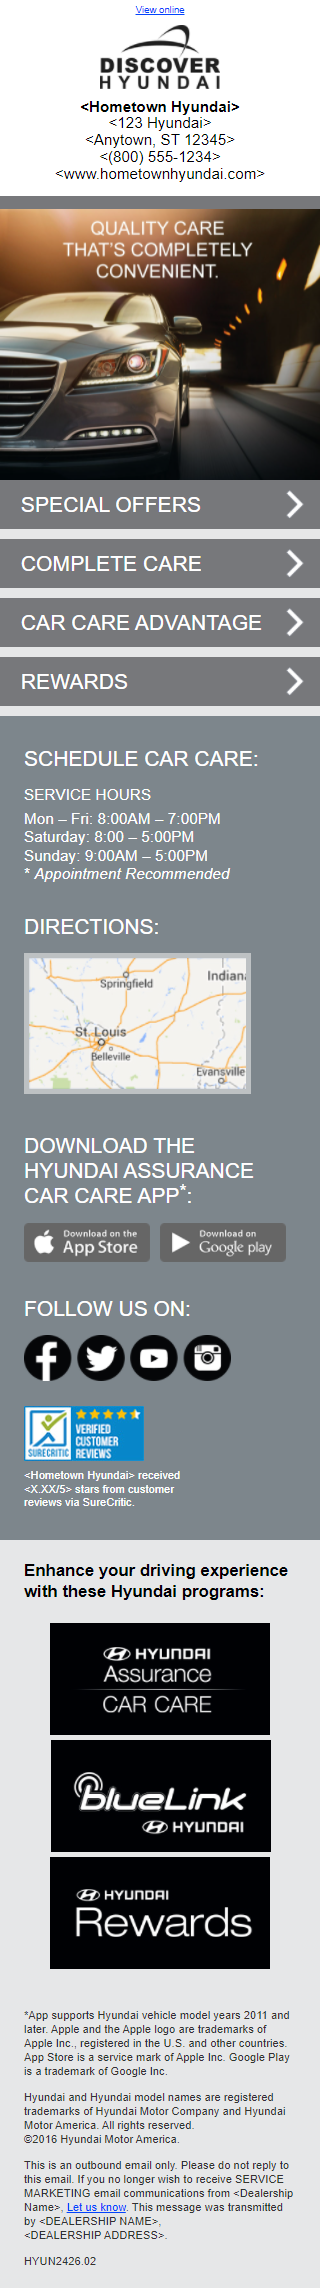 View online
DISCOVER
HYUNDAI
<Hometown Hyundai>
<123 Hyundai>
<Anytown, ST 12345>
<(800) 555-1234>
<www.hometownhyundai.com>
QUALITY CARE
THAT'S COMPLETELY
CONVENIENT.
SPECIAL OFFERS
COMPLETE CARE
CAR CARE ADVANTAGE
REWARDS
SCHEDULE CAR CARE:
SERVICE HOURS
Mon – Fri: 8:00AM – 7:00PM
Saturday: 8:00 – 5:00PM
Sunday: 9:00AM – 5:00PM
* Appointment Recommended
DIRECTIONS:
Springfield
Indiana
St. Louis
Belleville
Evansville
DOWNLOAD THE
HYUNDAI ASSURANCE
CAR CARE APP*:
Download on the
App Store
Download on
Google play
FOLLOW US ON:
SURECRITIC
VERIFIED
CUSTOMER
REVIEWS
<Hometown Hyundai> received
<X.XX/5> stars from customer
reviews via SureCritic.
Enhance your driving experience
with these Hyundai programs:
HYUNDAI
Assurance
CAR CARE
blueLink
HYUNDAI
HYUNDAI
Rewards
*App supports Hyundai vehicle model years 2011 and
later. Apple and the Apple logo are trademarks of
Apple Inc., registered in the U.S. and other countries.
App Store is a service mark of Apple Inc. Google Play
is a trademark of Google Inc.
Hyundai and Hyundai model names are registered
trademarks of Hyundai Motor Company and Hyundai
Motor America. All rights reserved.
©2016 Hyundai Motor America.
This is an outbound email only. Please do not reply to
this email. If you no longer wish to receive SERVICE
MARKETING email communications from <Dealership
Name>, Let us know. This message was transmitted
by <DEALERSHIP NAME>,
<DEALERSHIP ADDRESS>.
HYUN2426.02